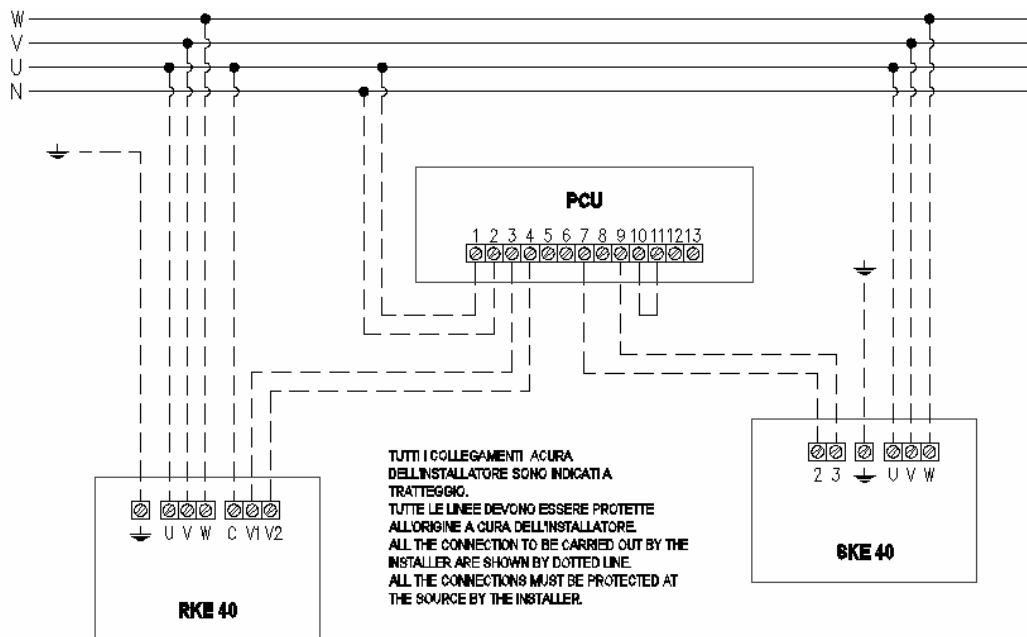 W
V
U
N
PCU
1 2 3 4 5 6 7 8 9 10 11 12 13
2 3 U V W
SKE 40
U V W C V1 V2
RKE 40
TUTTI I COLLEGAMENTI ACURA
DELL'INSTALLATORE SONO INDICATI A
TRATTEGGIO.
TUTTE LE LINEE DEVONO ESSERE PROTETTE
ALL'ORIGINE A CURA DELL'INSTALLATORE.
ALL THE CONNECTION TO BE CARRIED OUT BY THE
INSTALLER ARE SHOWN BY DOTTED LINE.
ALL THE CONNECTIONS MUST BE PROTECTED AT
THE SOURCE BY THE INSTALLER.